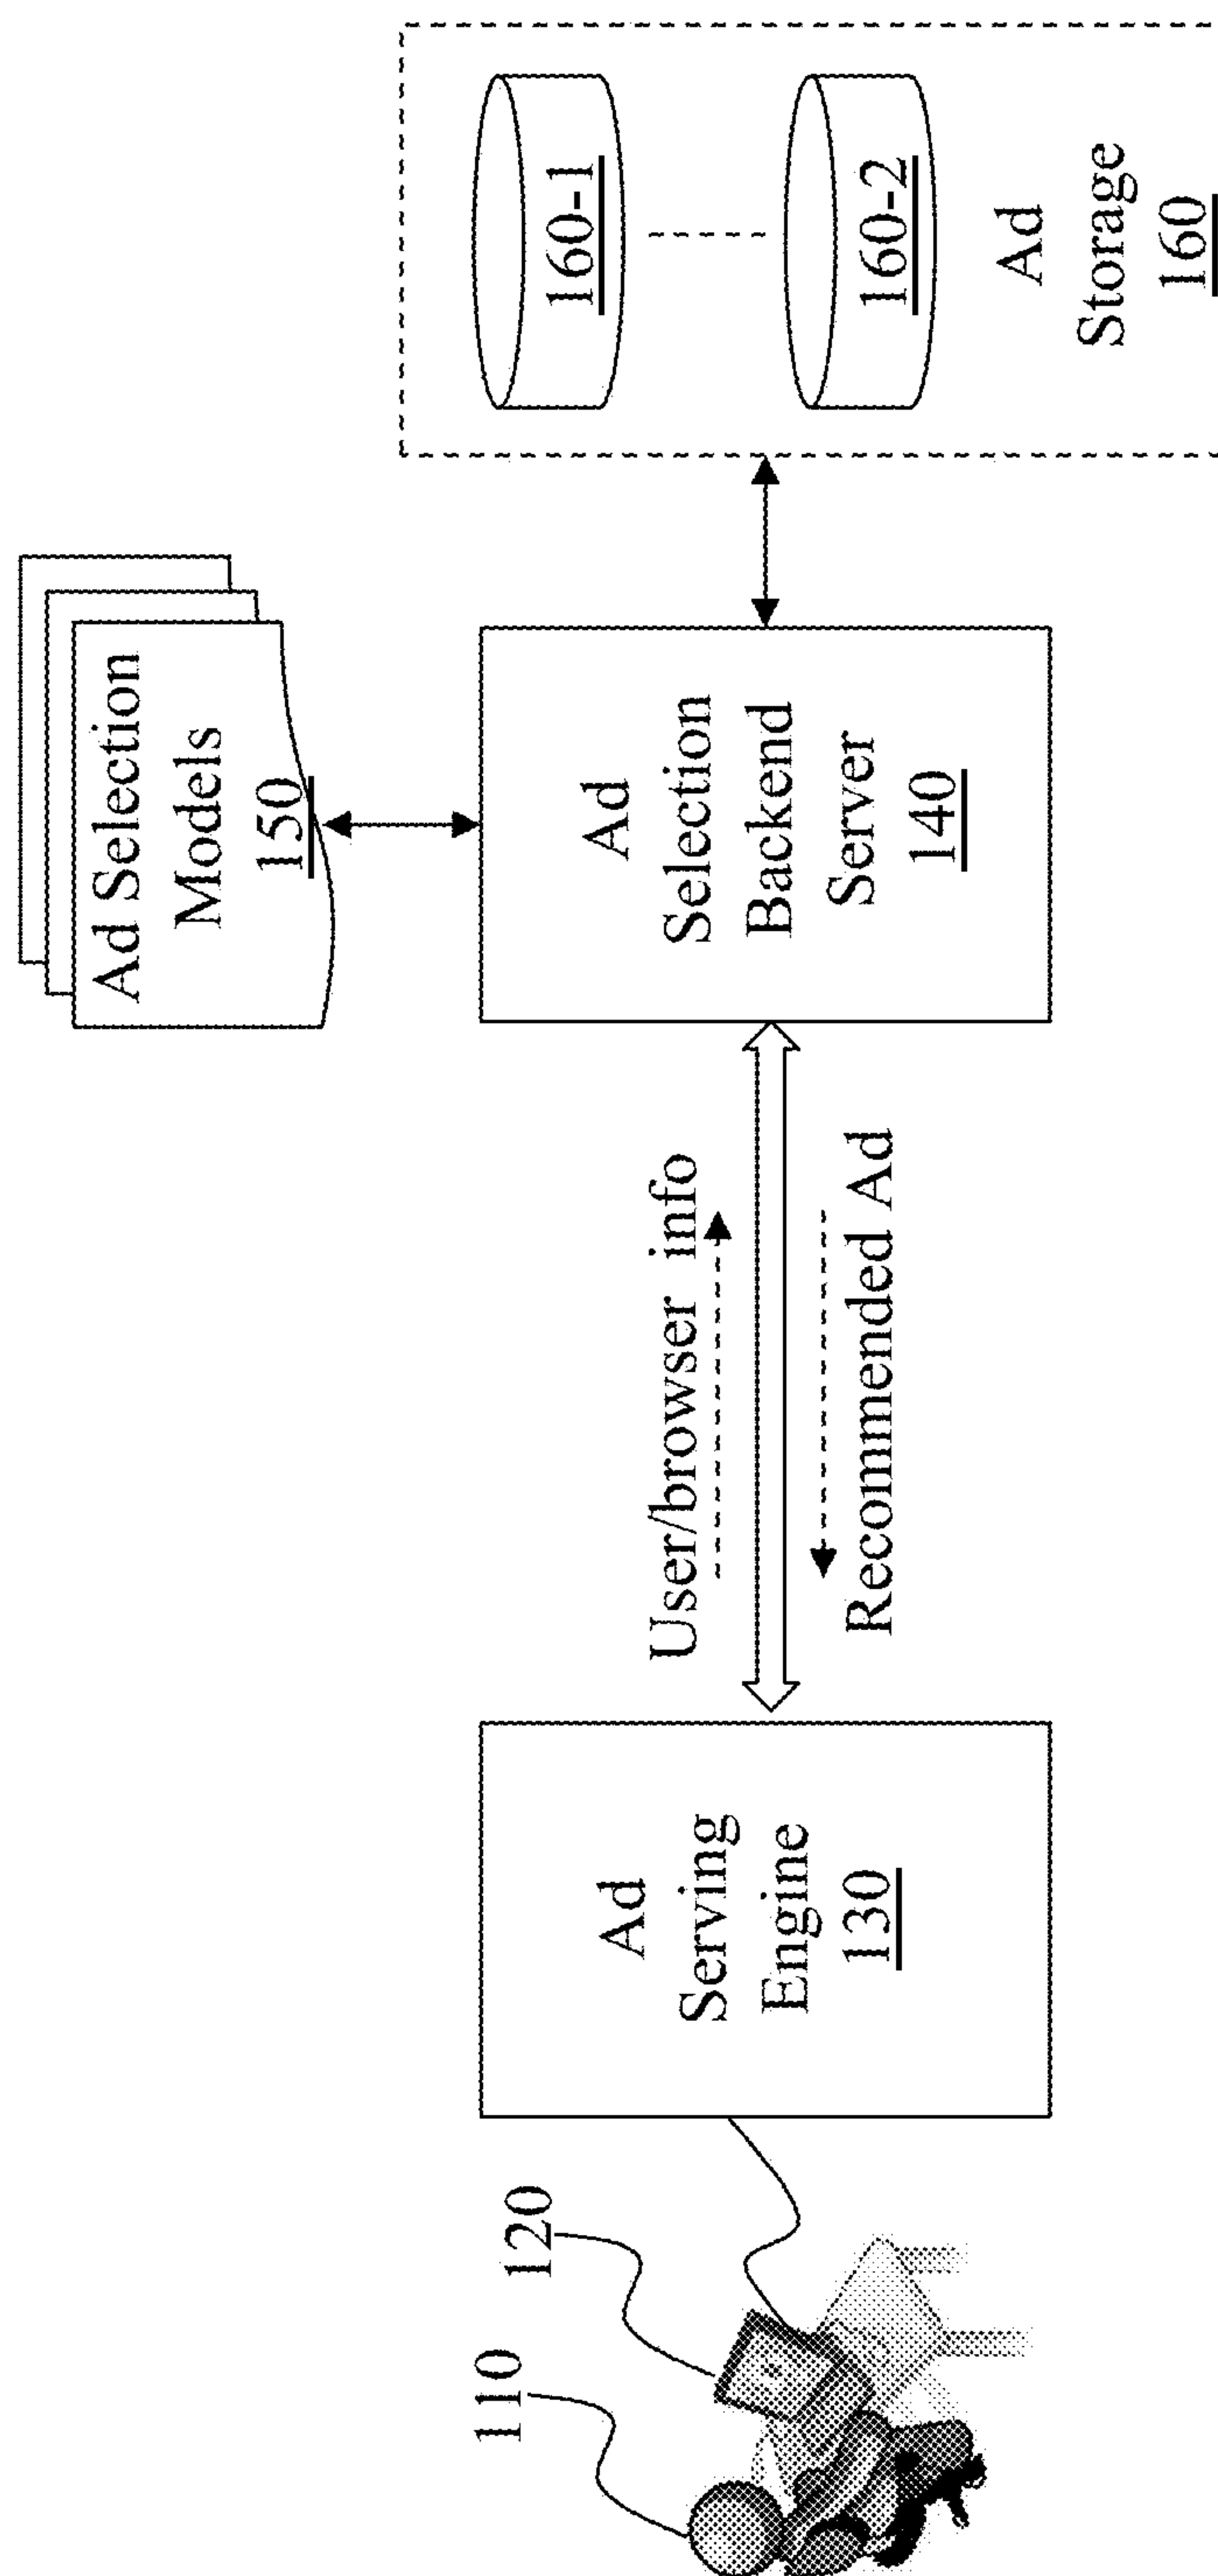 110
120
Ad
Serving
Engine
130
User/browser info
Recommended Ad
Ad Selection
Models
150
Ad
Selection
Backend
Server
140
160-1
160-2
Ad
Storage
160